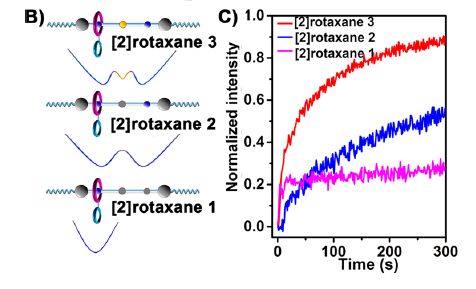 B)
[2]rotaxane 3
[2]rotaxane 2
[2]rotaxane 1
C)
Normalized intensity
1.0
0.8
0.6
0.4
0.2
0.0
[2]rotaxane 3
[2]rotaxane 2
[2]rotaxane 1
0 100 200 300
Time (s)